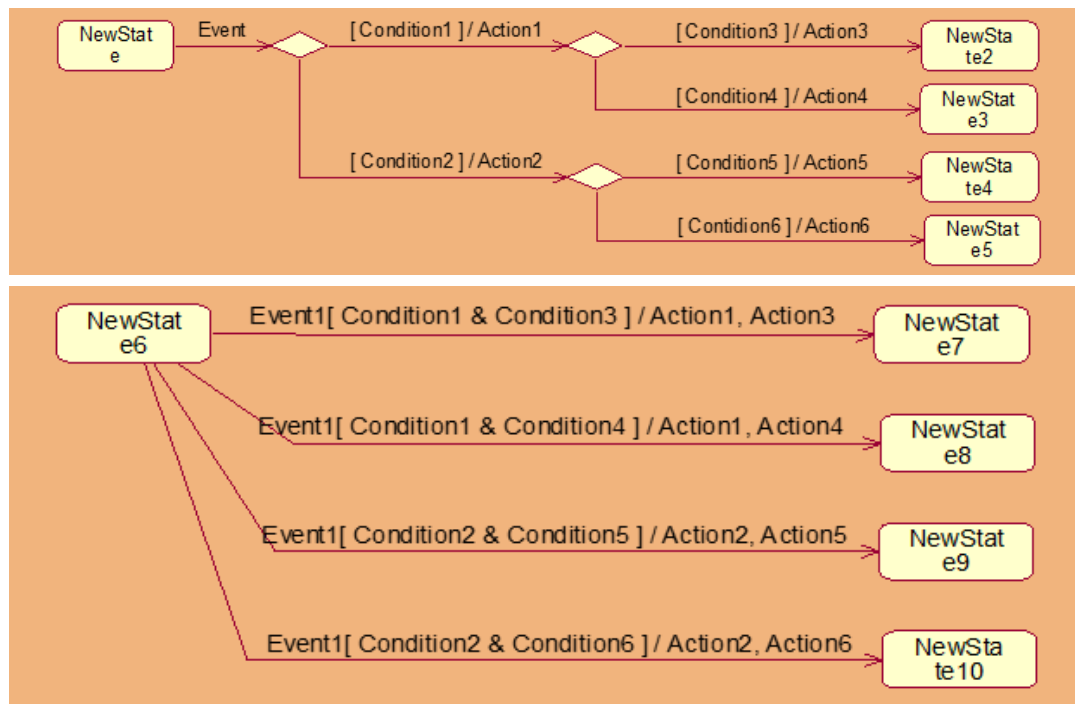 NewStat
e
Event
[ Condition1 ] / Action1
[ Condition3 ] / Action3
NewSta
te2
[ Condition4 ] / Action4
NewStat
e3
[ Condition2 ] / Action2
[ Condition5 ] / Action5
NewSta
te4
[ Contidion6 ] / Action6
NewStat
e5
NewStat
e6
Event1[ Condition1 & Condition3 ] / Action1, Action3
NewStat
e7
Event1[ Condition1 & Condition4 ] / Action1, Action4
NewStat
e8
Event1[ Condition2 & Condition5 ] / Action2, Action5
NewStat
e9
Event1[ Condition2 & Condition6 ] / Action2, Action6
NewSta
te10